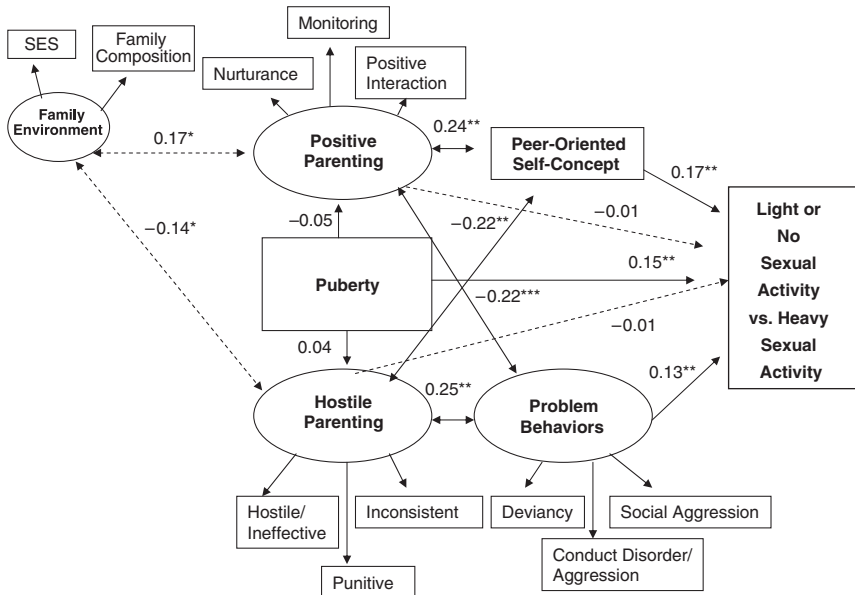 Monitoring
SES
Family
Composition
Nurturance
Positive
Interaction
Family
Environment
0.17*
Positive
Parenting
0.24**
Peer-Oriented
Self-Concept
0.17**
−0.14*
−0.05
−0.22**
−0.01
Puberty
0.15**
−0.22***
0.04
−0.01
Light or
No
Sexual
Activity
vs. Heavy
Sexual
Activity
Hostile
Parenting
0.25**
Problem
Behaviors
0.13**
Hostile/
Ineffective
Inconsistent
Deviancy
Social Aggression
Punitive
Conduct Disorder/
Aggression